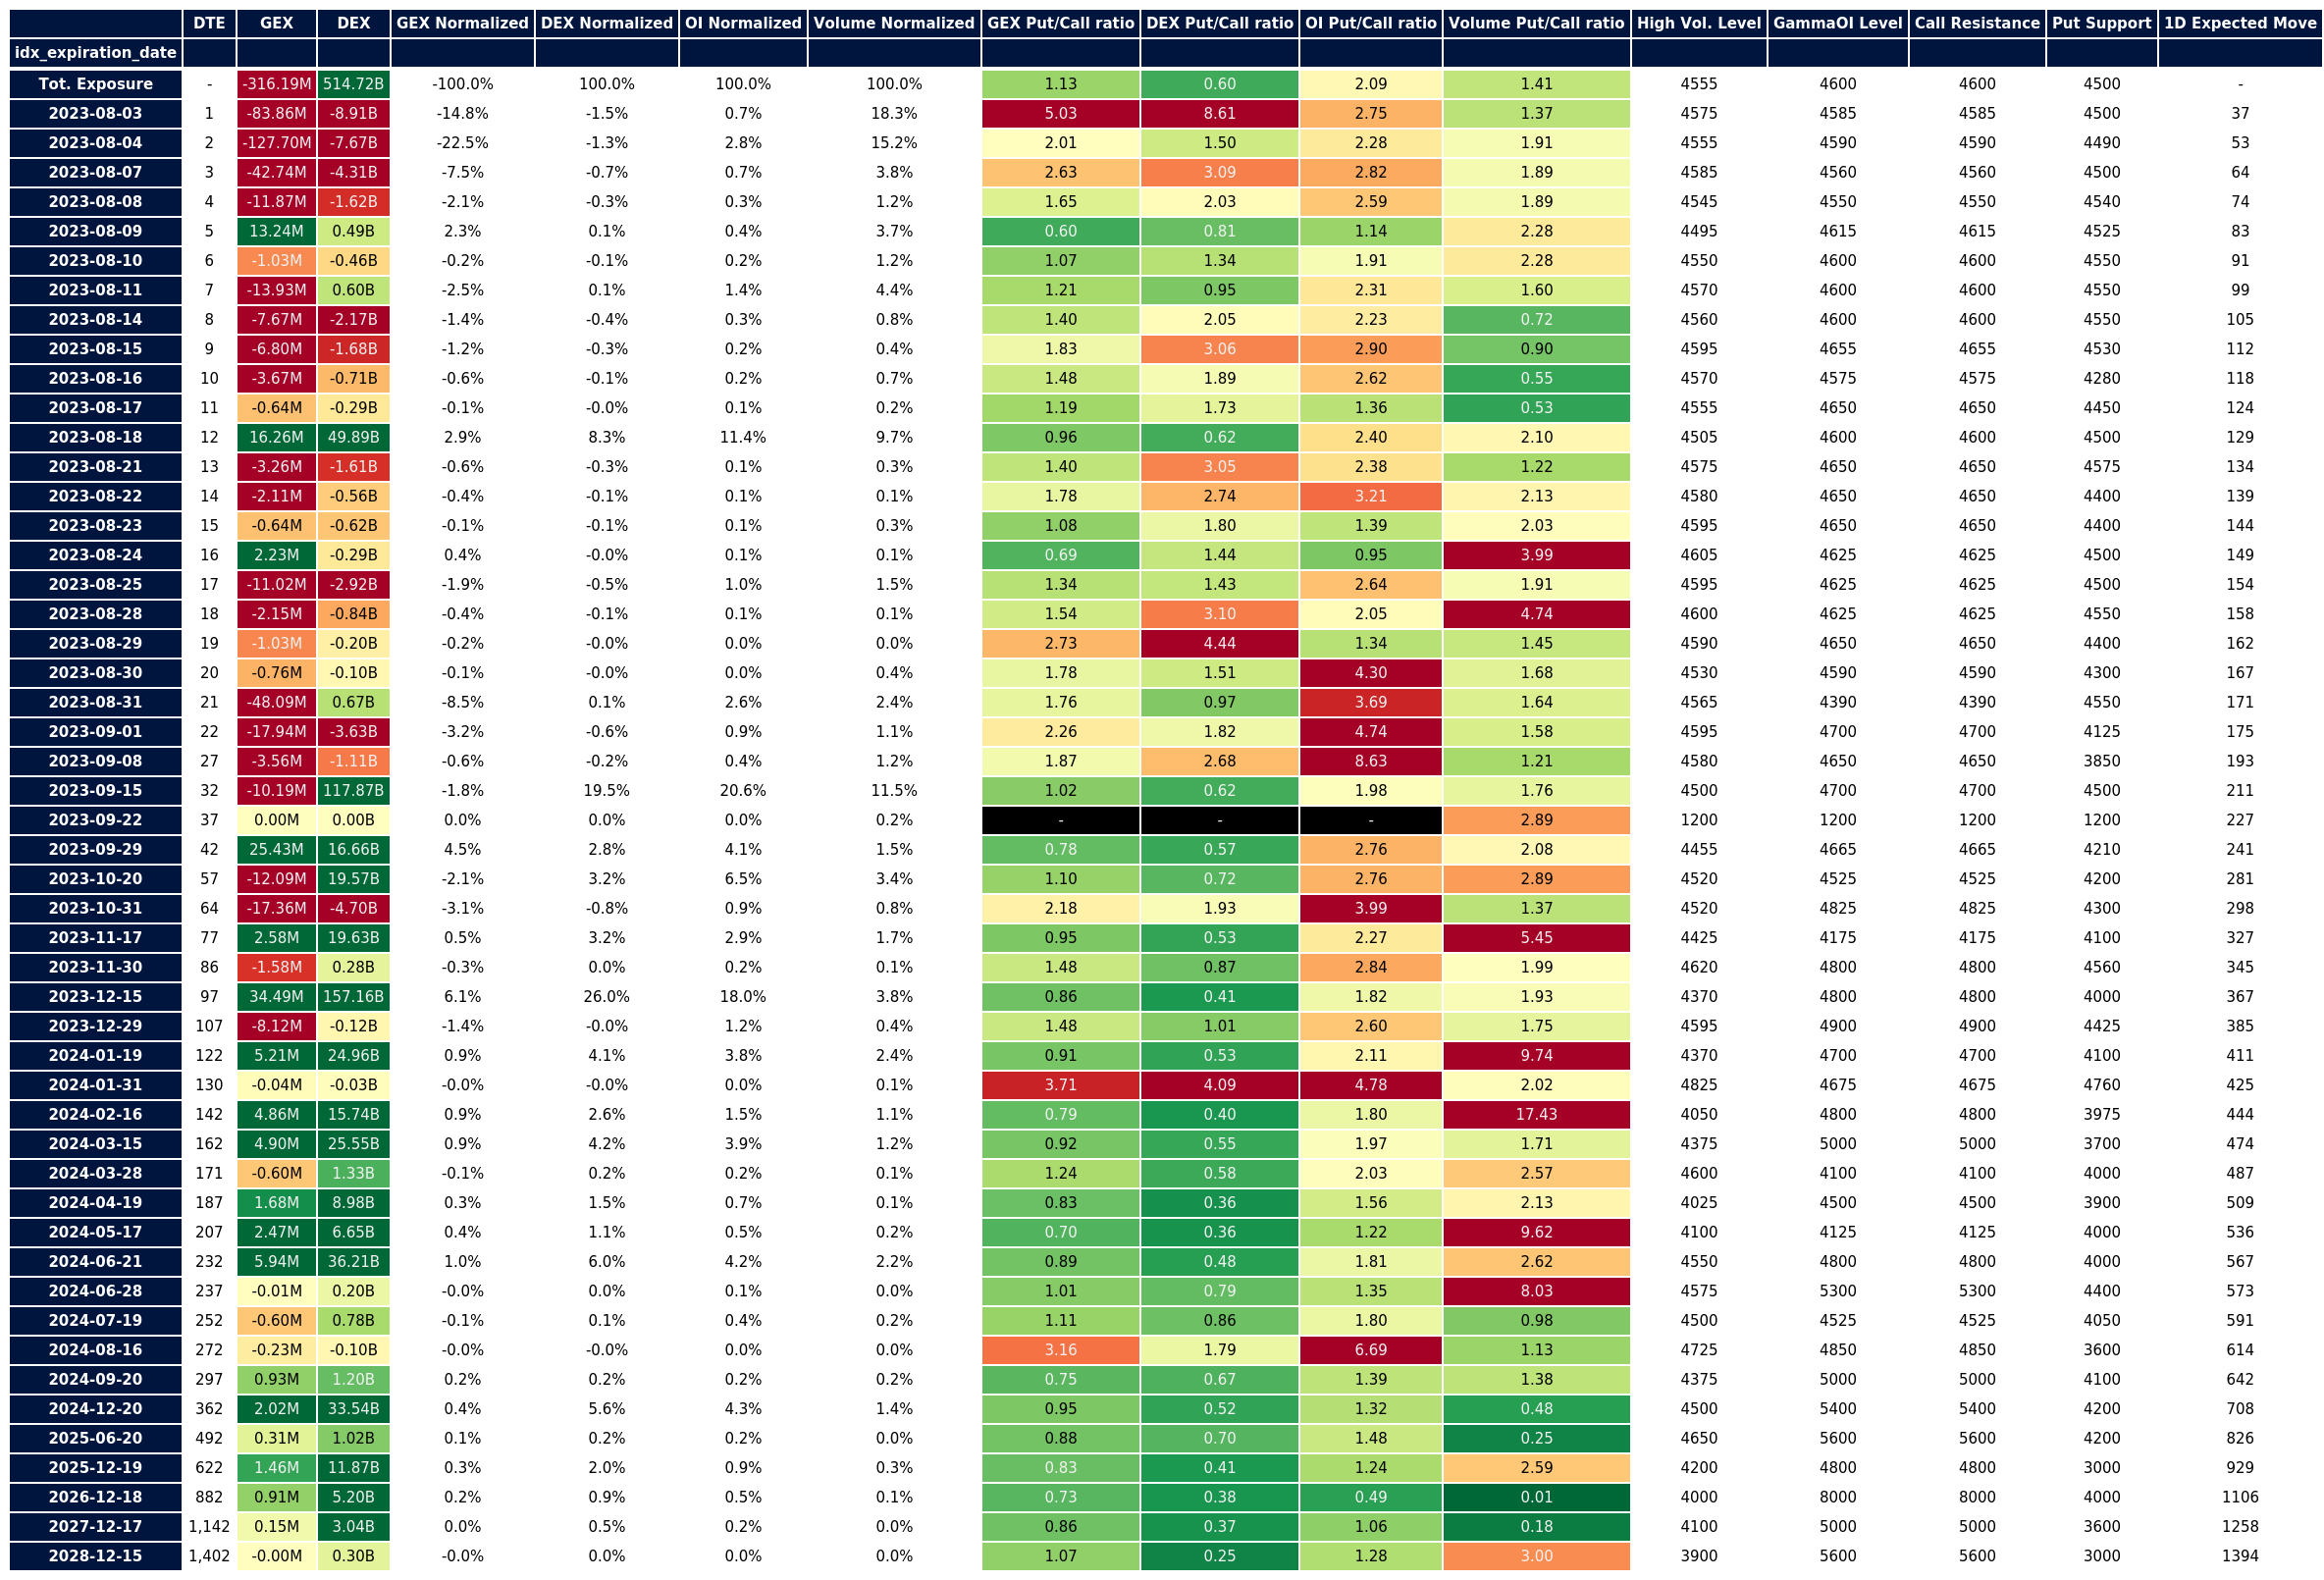 DTE GEX DEX GEX Normalized DEX Normalized OI Normalized Volume Normalized GEX Put/Call ratio DEX Put/Call ratio OI Put/Call ratio Volume Put/Call ratio High Vol. Level GammaOI Level Call Resistance Put Support 1D Expected Move
idx_expiration_date
Tot. Exposure - -316.19M 514.72B -100.0% 100.0% 100.0% 100.0% 1.13 0.60 2.09 1.41 4555 4600 4600 4500 -
2023-08-03 1 -83.86M -8.91B -14.8% -1.5% 0.7% 18.3% 5.03 8.61 2.75 1.37 4575 4585 4585 4500 37
2023-08-04 2 -127.70M -7.67B -22.5% -1.3% 2.8% 15.2% 2.01 1.50 2.28 1.91 4555 4590 4590 4490 53
2023-08-07 3 -42.74M -4.31B -7.5% -0.7% 0.7% 3.8% 2.63 3.09 2.82 1.89 4585 4560 4560 4500 64
2023-08-08 4 -11.87M -1.62B -2.1% -0.3% 0.3% 1.2% 1.65 2.03 2.59 1.89 4545 4550 4550 4540 74
2023-08-09 5 13.24M 0.49B 2.3% 0.1% 0.4% 3.7% 0.60 0.81 1.14 2.28 4495 4615 4615 4525 83
2023-08-10 6 -1.03M -0.46B -0.2% -0.1% 0.2% 1.2% 1.07 1.34 1.91 2.28 4550 4600 4600 4550 91
2023-08-11 7 -13.93M 0.60B -2.5% 0.1% 1.4% 4.4% 1.21 0.95 2.31 1.60 4570 4600 4600 4550 99
2023-08-14 8 -7.67M -2.17B -1.4% -0.4% 0.3% 0.8% 1.40 2.05 2.23 0.72 4560 4600 4600 4550 105
2023-08-15 9 -6.80M -1.68B -1.2% -0.3% 0.2% 0.4% 1.83 3.06 2.90 0.90 4595 4655 4655 4530 112
2023-08-16 10 -3.67M -0.71B -0.6% -0.1% 0.2% 0.7% 1.48 1.89 2.62 0.55 4570 4575 4575 4280 118
2023-08-17 11 -0.64M -0.29B -0.1% -0.0% 0.1% 0.2% 1.19 1.73 1.36 0.53 4555 4650 4650 4450 124
2023-08-18 12 16.26M 49.89B 2.9% 8.3% 11.4% 9.7% 0.96 0.62 2.40 2.10 4505 4600 4600 4500 129
2023-08-21 13 -3.26M -1.61B -0.6% -0.3% 0.1% 0.3% 1.40 3.05 2.38 1.22 4575 4650 4650 4575 134
2023-08-22 14 -2.11M -0.56B -0.4% -0.1% 0.1% 0.1% 1.78 2.74 3.21 2.13 4580 4650 4650 4400 139
2023-08-23 15 -0.64M -0.62B -0.1% -0.1% 0.1% 0.3% 1.08 1.80 1.39 2.03 4595 4650 4650 4400 144
2023-08-24 16 2.23M -0.29B 0.4% -0.0% 0.1% 0.1% 0.69 1.44 0.95 3.99 4605 4625 4625 4500 149
2023-08-25 17 -11.02M -2.92B -1.9% -0.5% 1.0% 1.5% 1.34 1.43 2.64 1.91 4595 4625 4625 4500 154
2023-08-28 18 -2.15M -0.84B -0.4% -0.1% 0.1% 0.1% 1.54 3.10 2.05 4.74 4600 4625 4625 4550 158
2023-08-29 19 -1.03M -0.20B -0.2% -0.0% 0.0% 0.0% 2.73 4.44 1.34 1.45 4590 4650 4650 4400 162
2023-08-30 20 -0.76M -0.10B -0.1% -0.0% 0.0% 0.4% 1.78 1.51 4.30 1.68 4530 4590 4590 4300 167
2023-08-31 21 -48.09M 0.67B -8.5% 0.1% 2.6% 2.4% 1.76 0.97 3.69 1.64 4565 4390 4390 4550 171
2023-09-01 22 -17.94M -3.63B -3.2% -0.6% 0.9% 1.1% 2.26 1.82 4.74 1.58 4595 4700 4700 4125 175
2023-09-08 27 -3.56M -1.11B -0.6% -0.2% 0.4% 1.2% 1.87 2.68 8.63 1.21 4580 4650 4650 3850 193
2023-09-15 32 -10.19M 117.87B -1.8% 19.5% 20.6% 11.5% 1.02 0.62 1.98 1.76 4500 4700 4700 4500 211
2023-09-22 37 0.00M 0.00B 0.0% 0.0% 0.0% 0.2% - - - 2.89 1200 1200 1200 1200 227
2023-09-29 42 25.43M 16.66B 4.5% 2.8% 4.1% 1.5% 0.78 0.57 2.76 2.08 4455 4665 4665 4210 241
2023-10-20 57 -12.09M 19.57B -2.1% 3.2% 6.5% 3.4% 1.10 0.72 2.76 2.89 4520 4525 4525 4200 281
2023-10-31 64 -17.36M -4.70B -3.1% -0.8% 0.9% 0.8% 2.18 1.93 3.99 1.37 4520 4825 4825 4300 298
2023-11-17 77 2.58M 19.63B 0.5% 3.2% 2.9% 1.7% 0.95 0.53 2.27 5.45 4425 4175 4175 4100 327
2023-11-30 86 -1.58M 0.28B -0.3% 0.0% 0.2% 0.1% 1.48 0.87 2.84 1.99 4620 4800 4800 4560 345
2023-12-15 97 34.49M 157.16B 6.1% 26.0% 18.0% 3.8% 0.86 0.41 1.82 1.93 4370 4800 4800 4000 367
2023-12-29 107 -8.12M -0.12B -1.4% -0.0% 1.2% 0.4% 1.48 1.01 2.60 1.75 4595 4900 4900 4425 385
2024-01-19 122 5.21M 24.96B 0.9% 4.1% 3.8% 2.4% 0.91 0.53 2.11 9.74 4370 4700 4700 4100 411
2024-01-31 130 -0.04M -0.03B -0.0% -0.0% 0.0% 0.1% 3.71 4.09 4.78 2.02 4825 4675 4675 4760 425
2024-02-16 142 4.86M 15.74B 0.9% 2.6% 1.5% 1.1% 0.79 0.40 1.80 17.43 4050 4800 4800 3975 444
2024-03-15 162 4.90M 25.55B 0.9% 4.2% 3.9% 1.2% 0.92 0.55 1.97 1.71 4375 5000 5000 3700 474
2024-03-28 171 -0.60M 1.33B -0.1% 0.2% 0.2% 0.1% 1.24 0.58 2.03 2.57 4600 4100 4100 4000 487
2024-04-19 187 1.68M 8.98B 0.3% 1.5% 0.7% 0.1% 0.83 0.36 1.56 2.13 4025 4500 4500 3900 509
2024-05-17 207 2.47M 6.65B 0.4% 1.1% 0.5% 0.2% 0.70 0.36 1.22 9.62 4100 4125 4125 4000 536
2024-06-21 232 5.94M 36.21B 1.0% 6.0% 4.2% 2.2% 0.89 0.48 1.81 2.62 4550 4800 4800 4000 567
2024-06-28 237 -0.01M 0.20B -0.0% 0.0% 0.1% 0.0% 1.01 0.79 1.35 8.03 4575 5300 5300 4400 573
2024-07-19 252 -0.60M 0.78B -0.1% 0.1% 0.4% 0.2% 1.11 0.86 1.80 0.98 4500 4525 4525 4050 591
2024-08-16 272 -0.23M -0.10B -0.0% -0.0% 0.0% 0.0% 3.16 1.79 6.69 1.13 4725 4850 4850 3600 614
2024-09-20 297 0.93M 1.20B 0.2% 0.2% 0.2% 0.2% 0.75 0.67 1.39 1.38 4375 5000 5000 4100 642
2024-12-20 362 2.02M 33.54B 0.4% 5.6% 4.3% 1.4% 0.95 0.52 1.32 0.48 4500 5400 5400 4200 708
2025-06-20 492 0.31M 1.02B 0.1% 0.2% 0.2% 0.0% 0.88 0.70 1.48 0.25 4650 5600 5600 4200 826
2025-12-19 622 1.46M 11.87B 0.3% 2.0% 0.9% 0.3% 0.83 0.41 1.24 2.59 4200 4800 4800 3000 929
2026-12-18 882 0.91M 5.20B 0.2% 0.9% 0.5% 0.1% 0.73 0.38 0.49 0.01 4000 8000 8000 4000 1106
2027-12-17 1,142 0.15M 3.04B 0.0% 0.5% 0.2% 0.0% 0.86 0.37 1.06 0.18 4100 5000 5000 3600 1258
2028-12-15 1,402 -0.00M 0.30B -0.0% 0.0% 0.0% 0.0% 1.07 0.25 1.28 3.00 3900 5600 5600 3000 1394